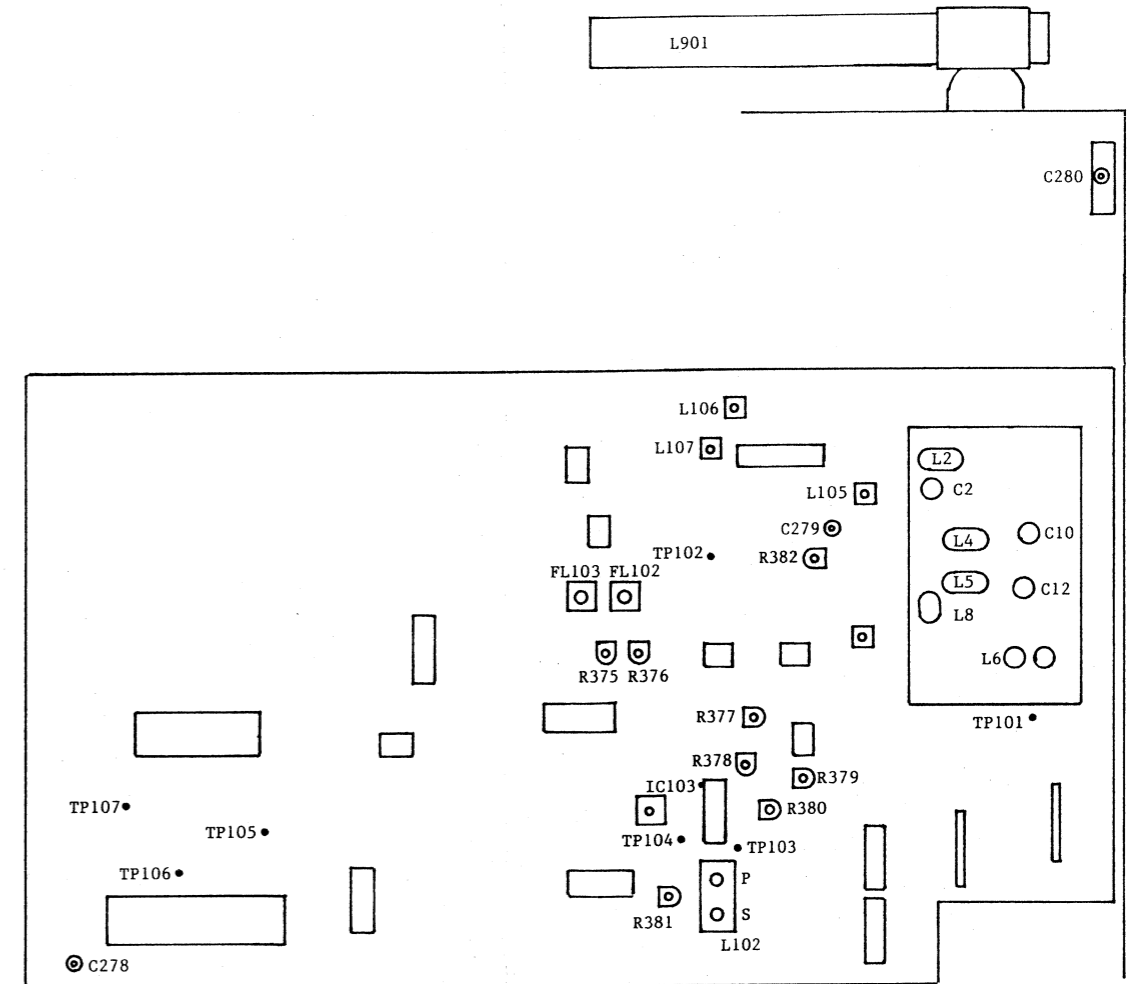 L901
C280
L106
L107
L2
L105
C2
C279
C10
TP102
R382
L4
FL103 FL102
L5
C12
L8
L6
R375 R376
R377
TP101
R378
R379
IC103
TP107
R380
TP105
TP104
TP103
TP106
P
S
R381
L102
C278